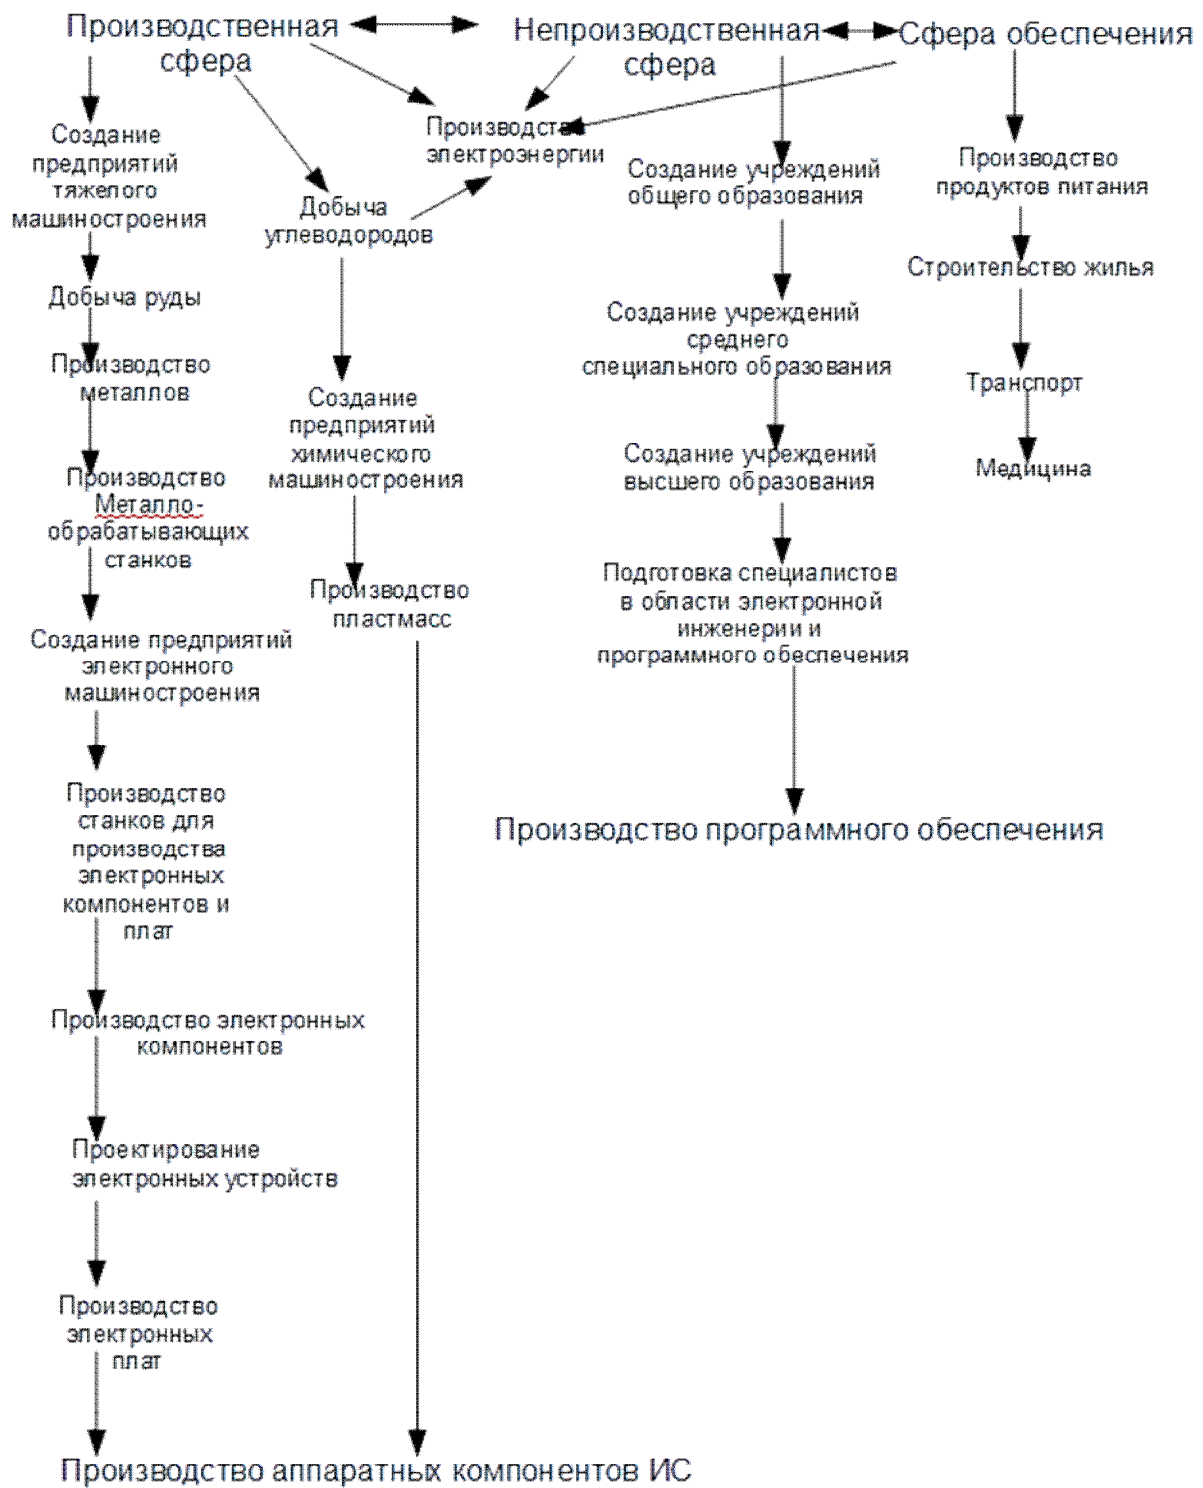 Производственная
сфера
Непроизводственная
сфера
Сфера обеспечения
Создание
предприятий
тяжелого
машиностроения
Добыча руды
Производство
металлов
Производство
Металло-
обрабатывающих
станков
Создание предприятий
электронного
машиностроения
Производство
станков для
производства
электронных
компонентов и
плат
Производство электронных
компонентов
Проектирование
электронных устройств
Производство
электронных
плат
Добыча
углеводородов
Создание
предприятий
химического
машиностроения
Производство
пластмасс
Производство аппаратных компонентов ИС
Производство
электроэнергии
Создание учреждений
общего образования
Создание учреждений
среднего
специального образования
Создание учреждений
высшего образования
Подготовка специалистов
в области электронной
инженерии и
программного обеспечения
Производство программного обеспечения
Производство
продуктов питания
Строительство жилья
Транспорт
Медицина